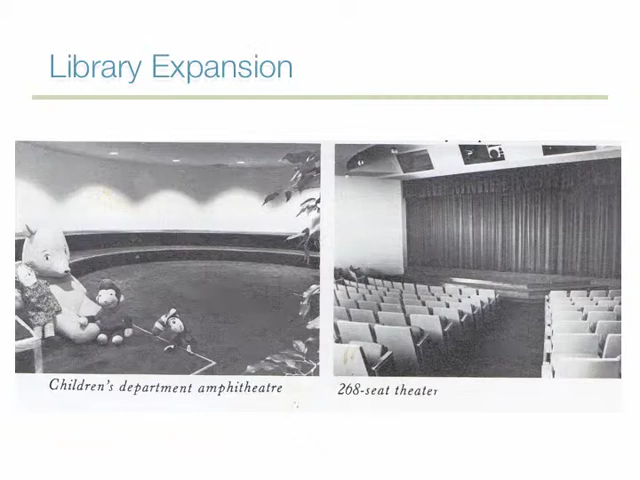 Library Expansion
Children's department amphitheatre
268-seat theater